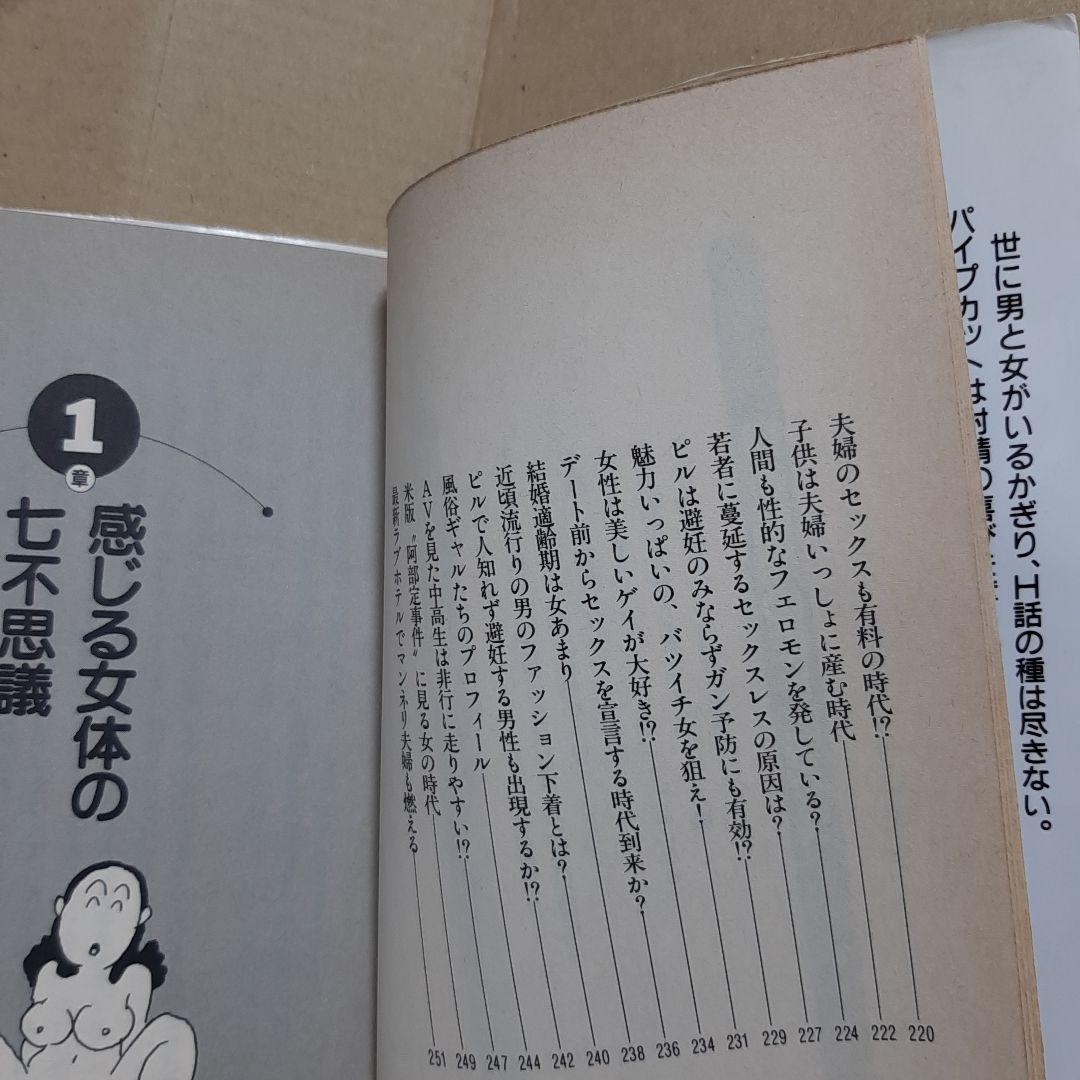 世に男と女がいるかぎり、H話の種は尽きない。
パイプカットは射精の
夫婦のセックスも有料の時代!? 220
子供は夫婦いっしょに産む時代 222
人間も性的なフェロモンを発している? 224
若者に蔓延するセックスレスの原因は? 227
ピルは避妊のみならずガン予防にも有効!? 229
魅力いっぱいの、バツイチ女を狙え! 231
女性は美しいゲイが大好き!? 234
デート前からセックスを宣言する時代到来か? 236
結婚適齢期は女あまり 238
近頃流行りの男のファッション下着とは? 240
ピルで人知れず避妊する男性も出現するか!? 242
風俗ギャルたちのプロフィール 244
AVを見た中高生は非行に走りやすい!? 247
米版〝阿部定事件〟に見る女の時代 249
最新ラブホテルでマンネリ夫婦も燃える 251
1章
感じる女体の
七不思議